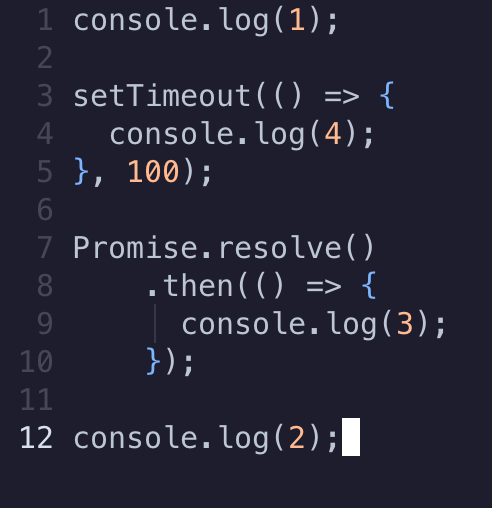 1 console.log(1);
2
3 setTimeout(() => {
4   console.log(4);
5 }, 100);
6
7 Promise.resolve()
8     .then(() => {
9       console.log(3);
10     });
11
12 console.log(2);